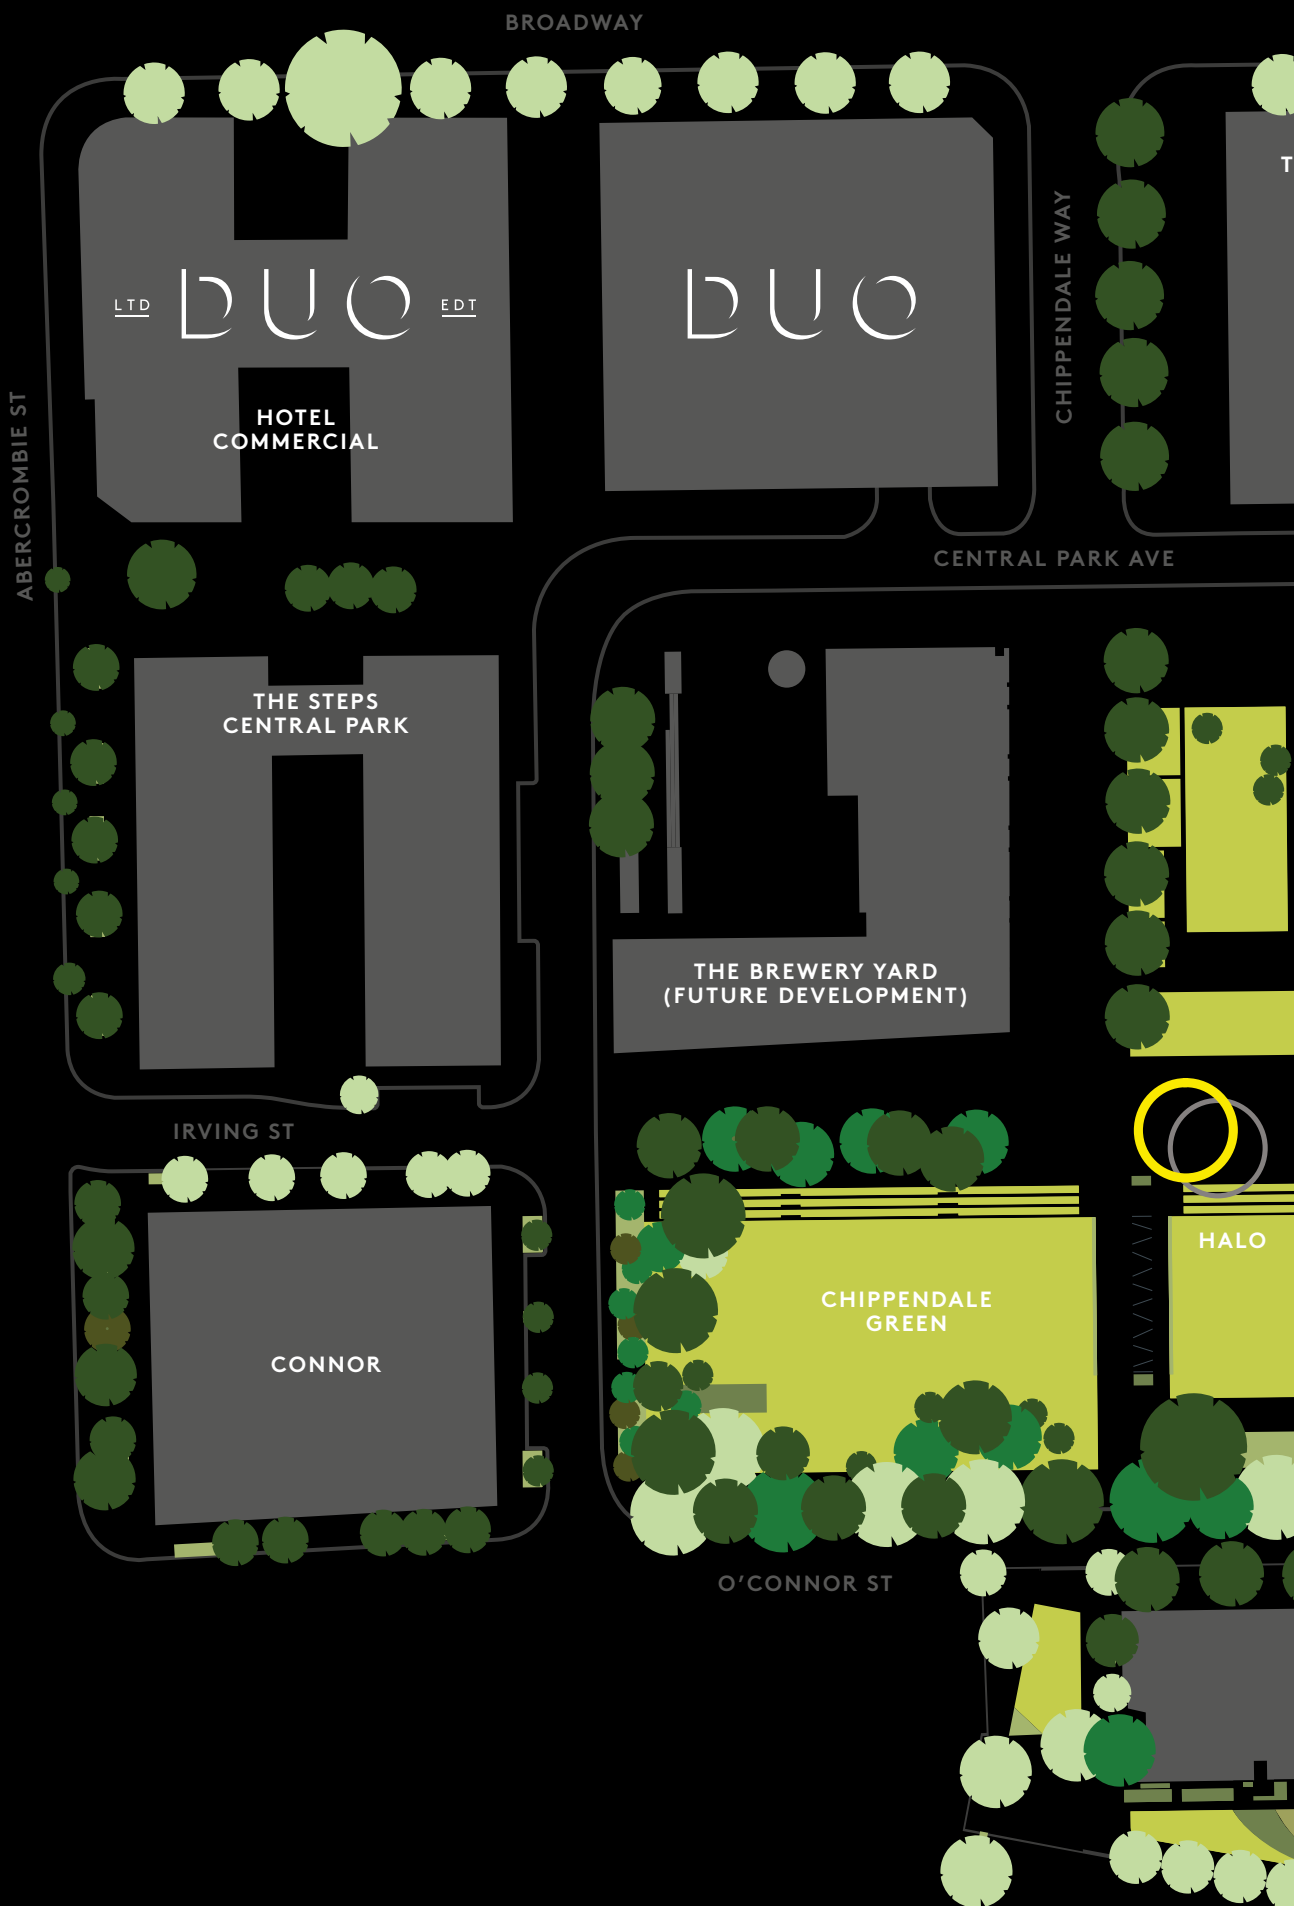 BROADWAY
T
CHIPPENDALE WAY
LTD DUO EDT
DUO
HOTEL
COMMERCIAL
ABERCROMBIE ST
CENTRAL PARK AVE
THE STEPS
CENTRAL PARK
THE BREWERY YARD
(FUTURE DEVELOPMENT)
IRVING ST
HALO
CHIPPENDALE
GREEN
CONNOR
O'CONNOR ST